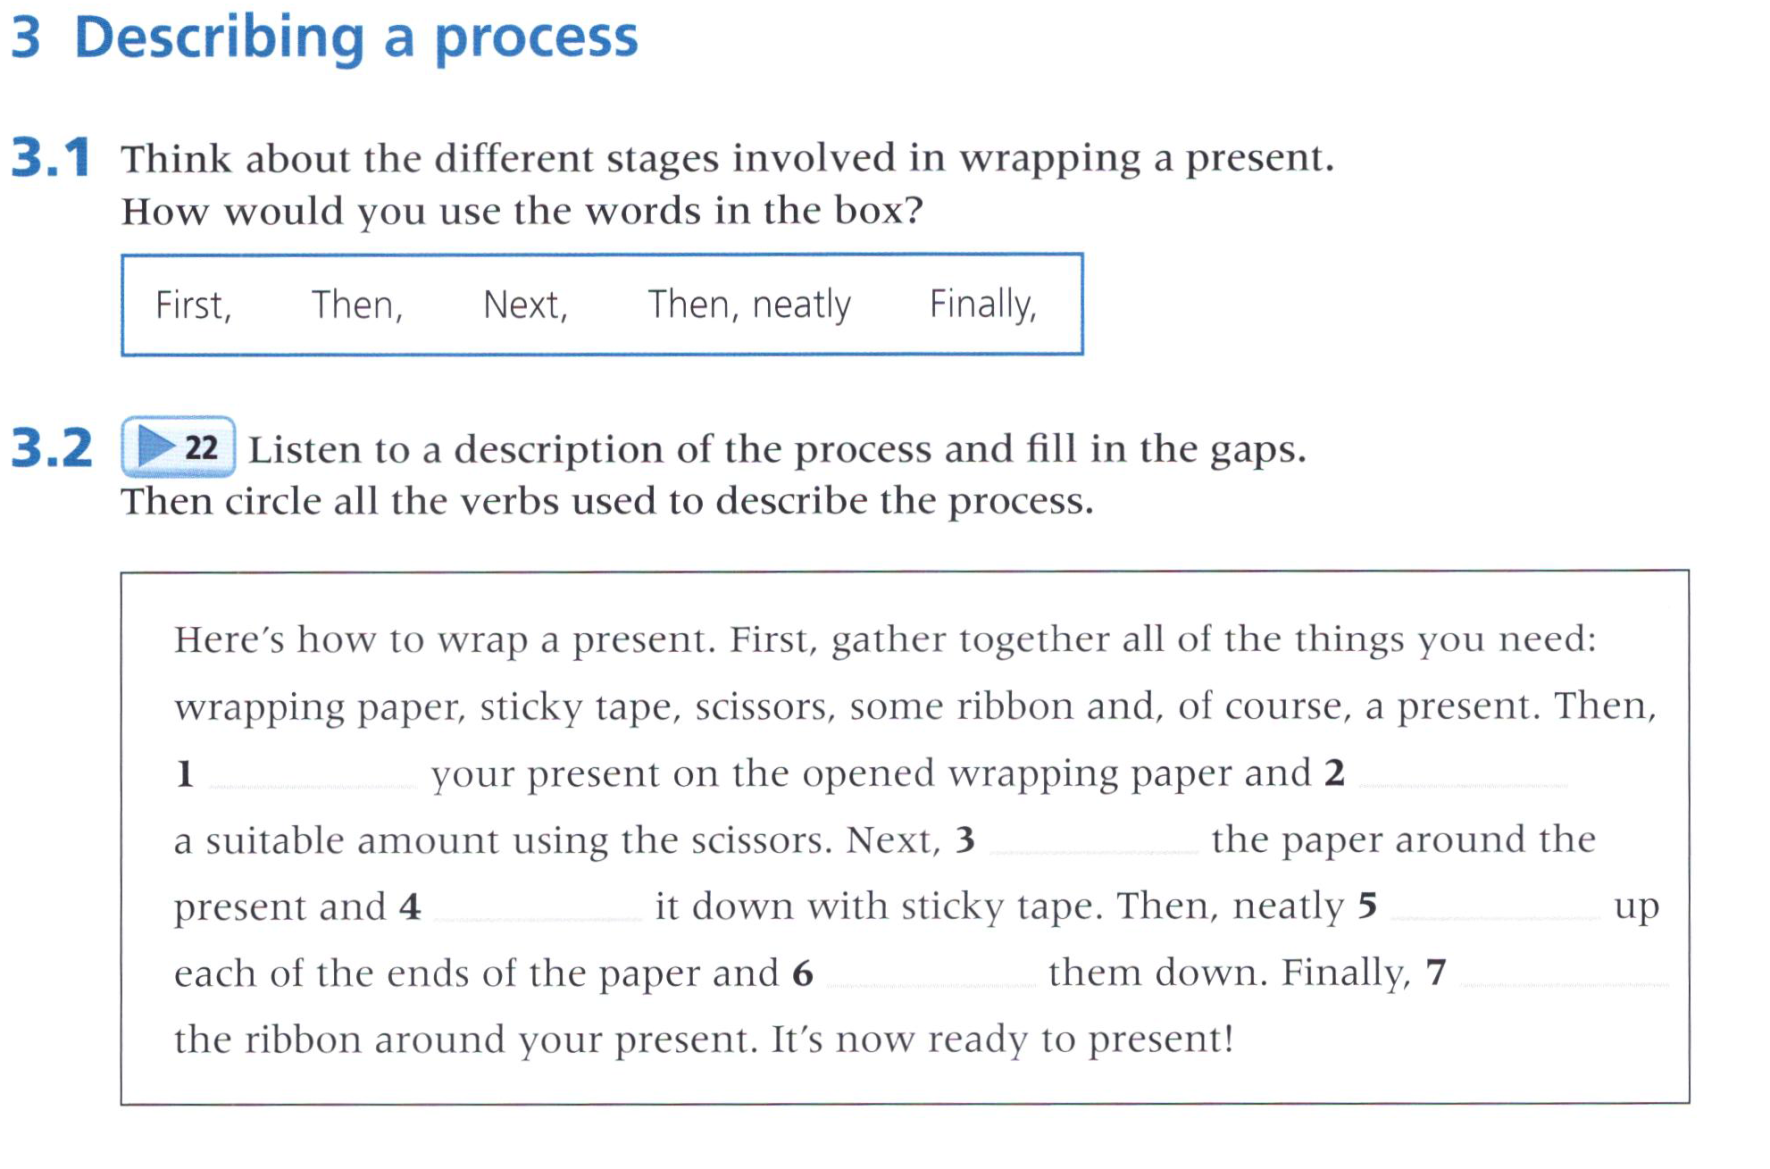 3 Describing a process
3.1 Think about the different stages involved in wrapping a present.
How would you use the words in the box?
First, Then, Next, Then, neatly Finally,
3.2 22 Listen to a description of the process and fill in the gaps.
Then circle all the verbs used to describe the process.
Here's how to wrap a present. First, gather together all of the things you need:
wrapping paper, sticky tape, scissors, some ribbon and, of course, a present. Then,
1 your present on the opened wrapping paper and 2
a suitable amount using the scissors. Next, 3 the paper around the
present and 4 it down with sticky tape. Then, neatly 5 up
each of the ends of the paper and 6 them down. Finally, 7
the ribbon around your present. It's now ready to present!